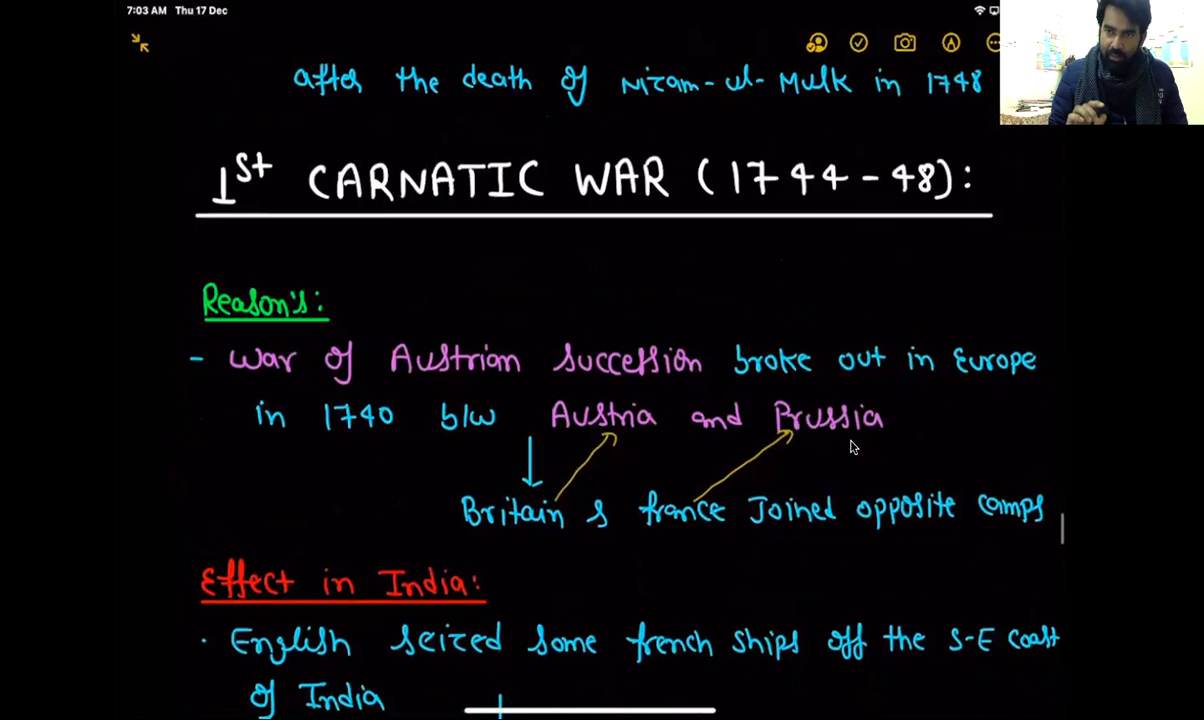 7:03 AM Thu 17 Dec
after the death of Nizam-ul-Mulk in 1748
1st CARNATIC WAR (1744-48):
Reason's:
- War of Austrian succession broke out in Europe
in 1740 b/w Austria and Prussia
Britain & france Joined opposite camps
Effect in India:
· English seized some french ships off the S-E coast
of India